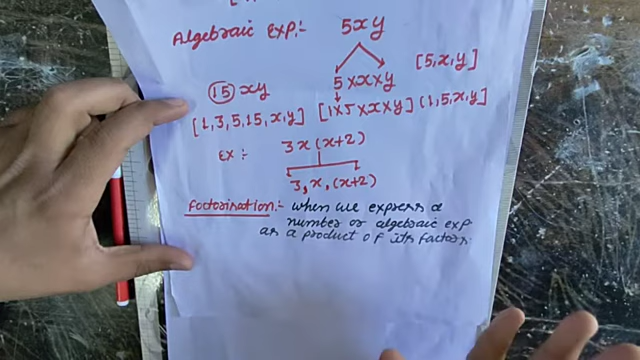 Algebraic Exp:- 5xy
[5, x, y]
5 × x × y
15 xy
[1, 3, 5, 15, x, y] [1 × 5 × x × y] (1, 5, x, y]
Ex :- 3x (x+2)
3, x, (x+2)
Factorisation:- when we express a
number or algebraic exp
as a product of its factors.